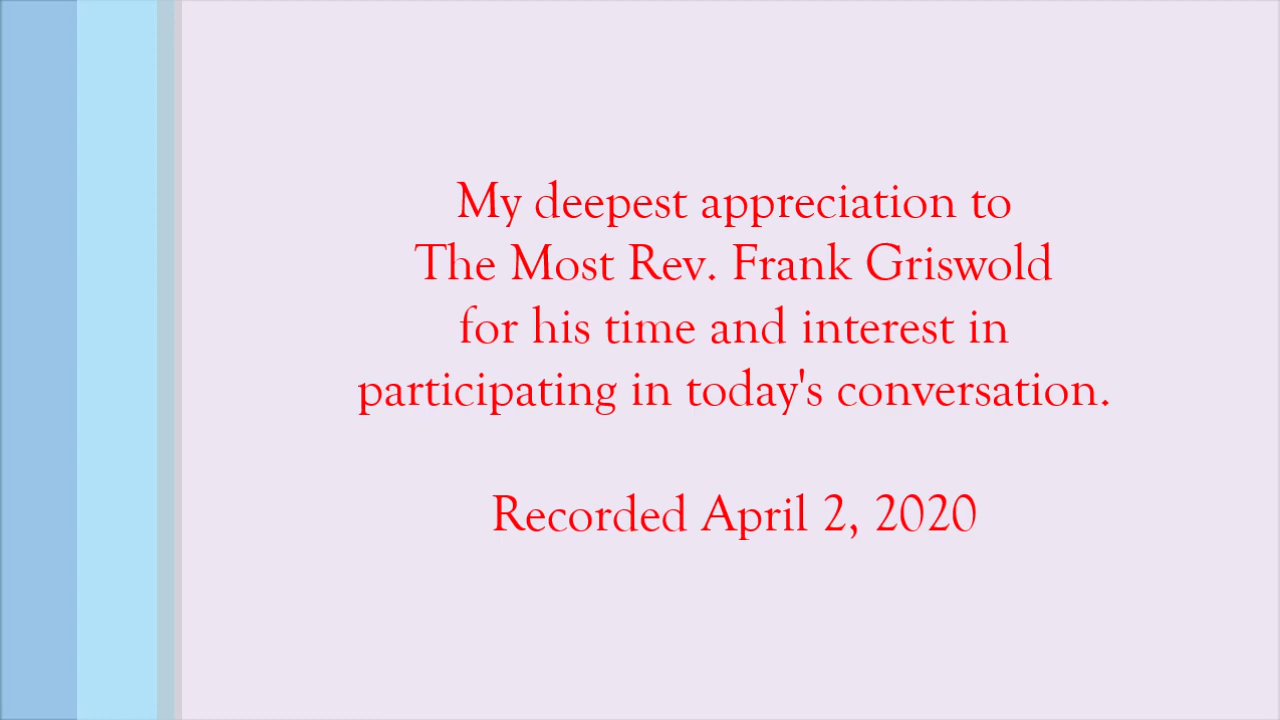 My deepest appreciation to
The Most Rev. Frank Griswold
for his time and interest in
participating in today's conversation.
Recorded April 2, 2020